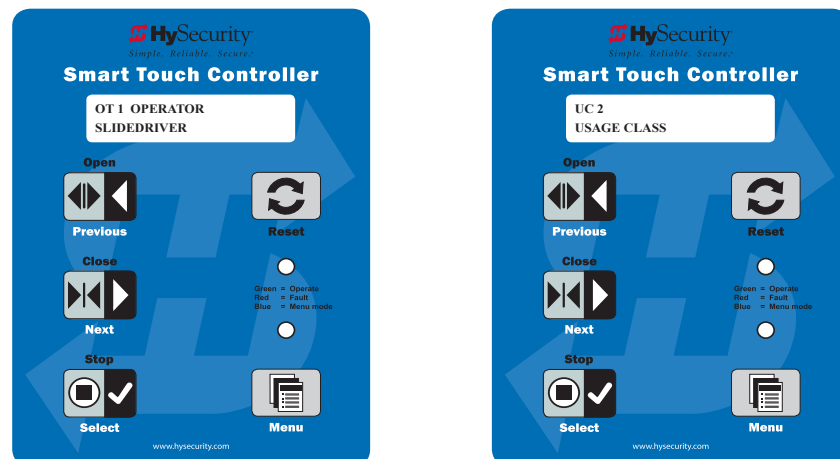 HySecurity
Simple. Reliable. Secure.
Smart Touch Controller
OT 1 OPERATOR
SLIDEDRIVER
Open
Previous
Reset
Close
Green = Operate
Red = Fault
Blue = Menu mode
Next
Stop
Select
Menu
www.hysecurity.com
HySecurity
Simple. Reliable. Secure.
Smart Touch Controller
UC 2
USAGE CLASS
Open
Previous
Reset
Close
Green = Operate
Red = Fault
Blue = Menu mode
Next
Stop
Select
Menu
www.hysecurity.com